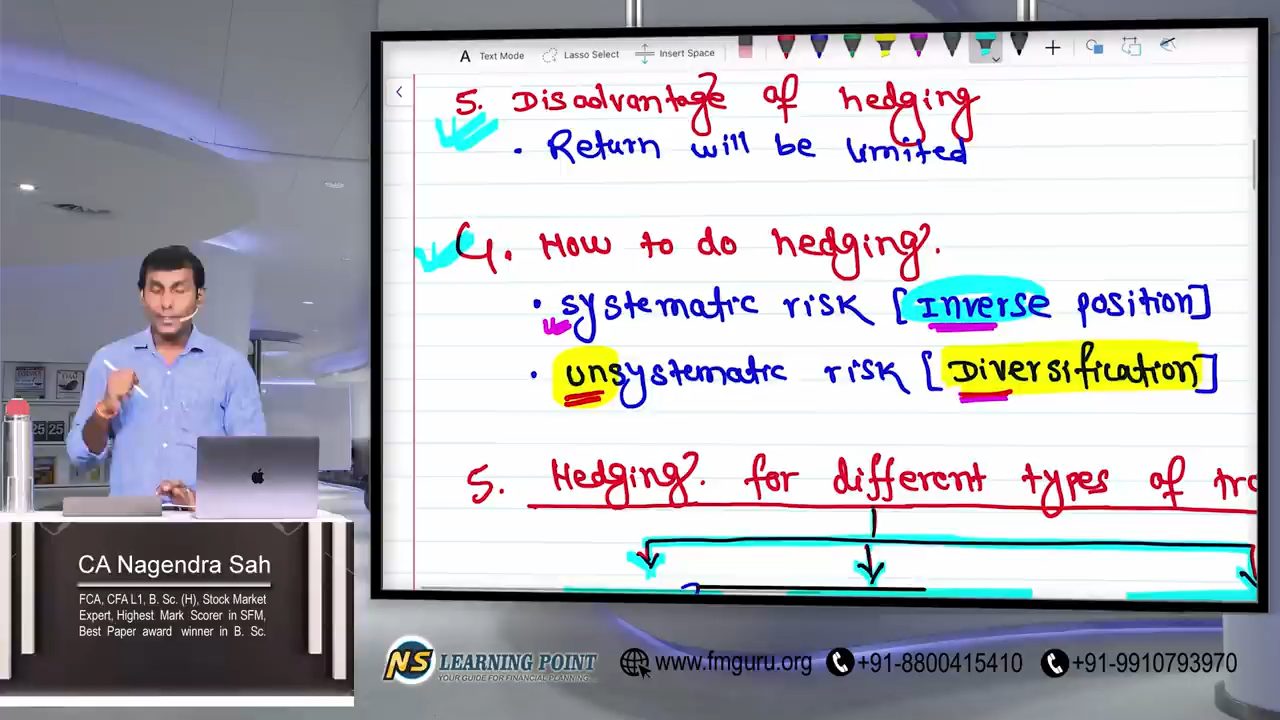 Text Mode
Lasso Select
Insert Space
5. Disadvantage of hedging
• Return will be limited
4. How to do hedging?
• systematic risk [Inverse position]
• unsystematic risk [Diversification]
5. Hedging? for different types of
CA Nagendra Sah
FCA, CFA L1, B. Sc. (H), Stock Market
Expert, Highest Mark Scorer in SFM,
Best Paper award winner in B. Sc.
NS LEARNING POINT
YOUR GUIDE FOR FINANCIAL PLANNING...
www.fmguru.org
+91-8800415410
+91-9910793970